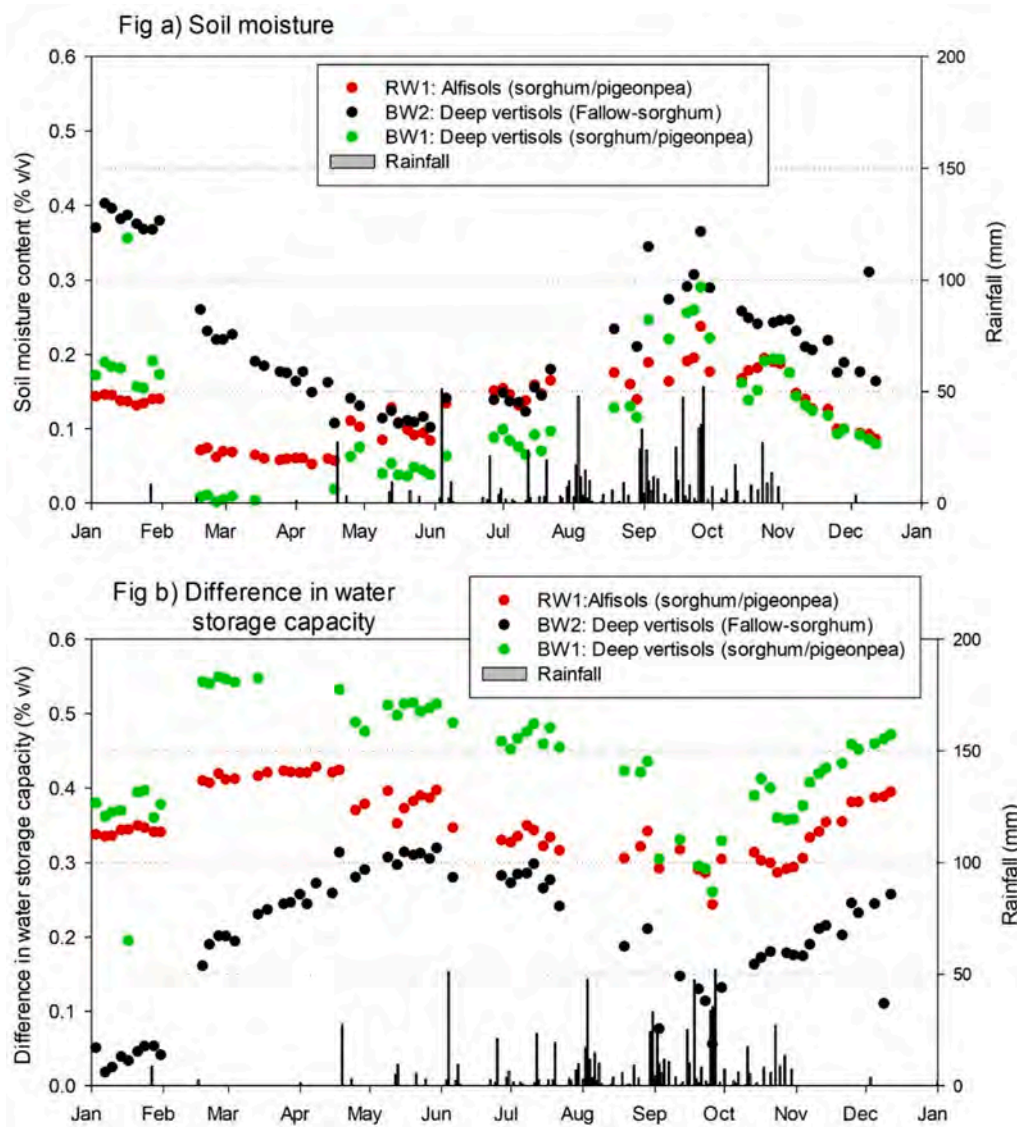 Fig a) Soil moisture
0.6
0.5
0.4
0.3
0.2
0.1
0.0
Soil moisture content (% v/v)
RW1: Alfisols (sorghum/pigeonpea)
BW2: Deep vertisols (Fallow-sorghum)
BW1: Deep vertisols (sorghum/pigeonpea)
Rainfall
200
150
100
50
0
Rainfall (mm)
Jan Feb Mar Apr May Jun Jul Aug Sep Oct Nov Dec Jan
Fig b) Difference in water
storage capacity
0.6
0.5
0.4
0.3
0.2
0.1
0.0
Difference in water storage capacity (% v/v)
RW1:Alfisols (sorghum/pigeonpea)
BW2: Deep vertisols (Fallow-sorghum)
BW1: Deep vertisols (sorghum/pigeonpea)
Rainfall
200
150
100
50
0
Rainfall (mm)
Jan Feb Mar Apr May Jun Jul Aug Sep Oct Nov Dec Jan